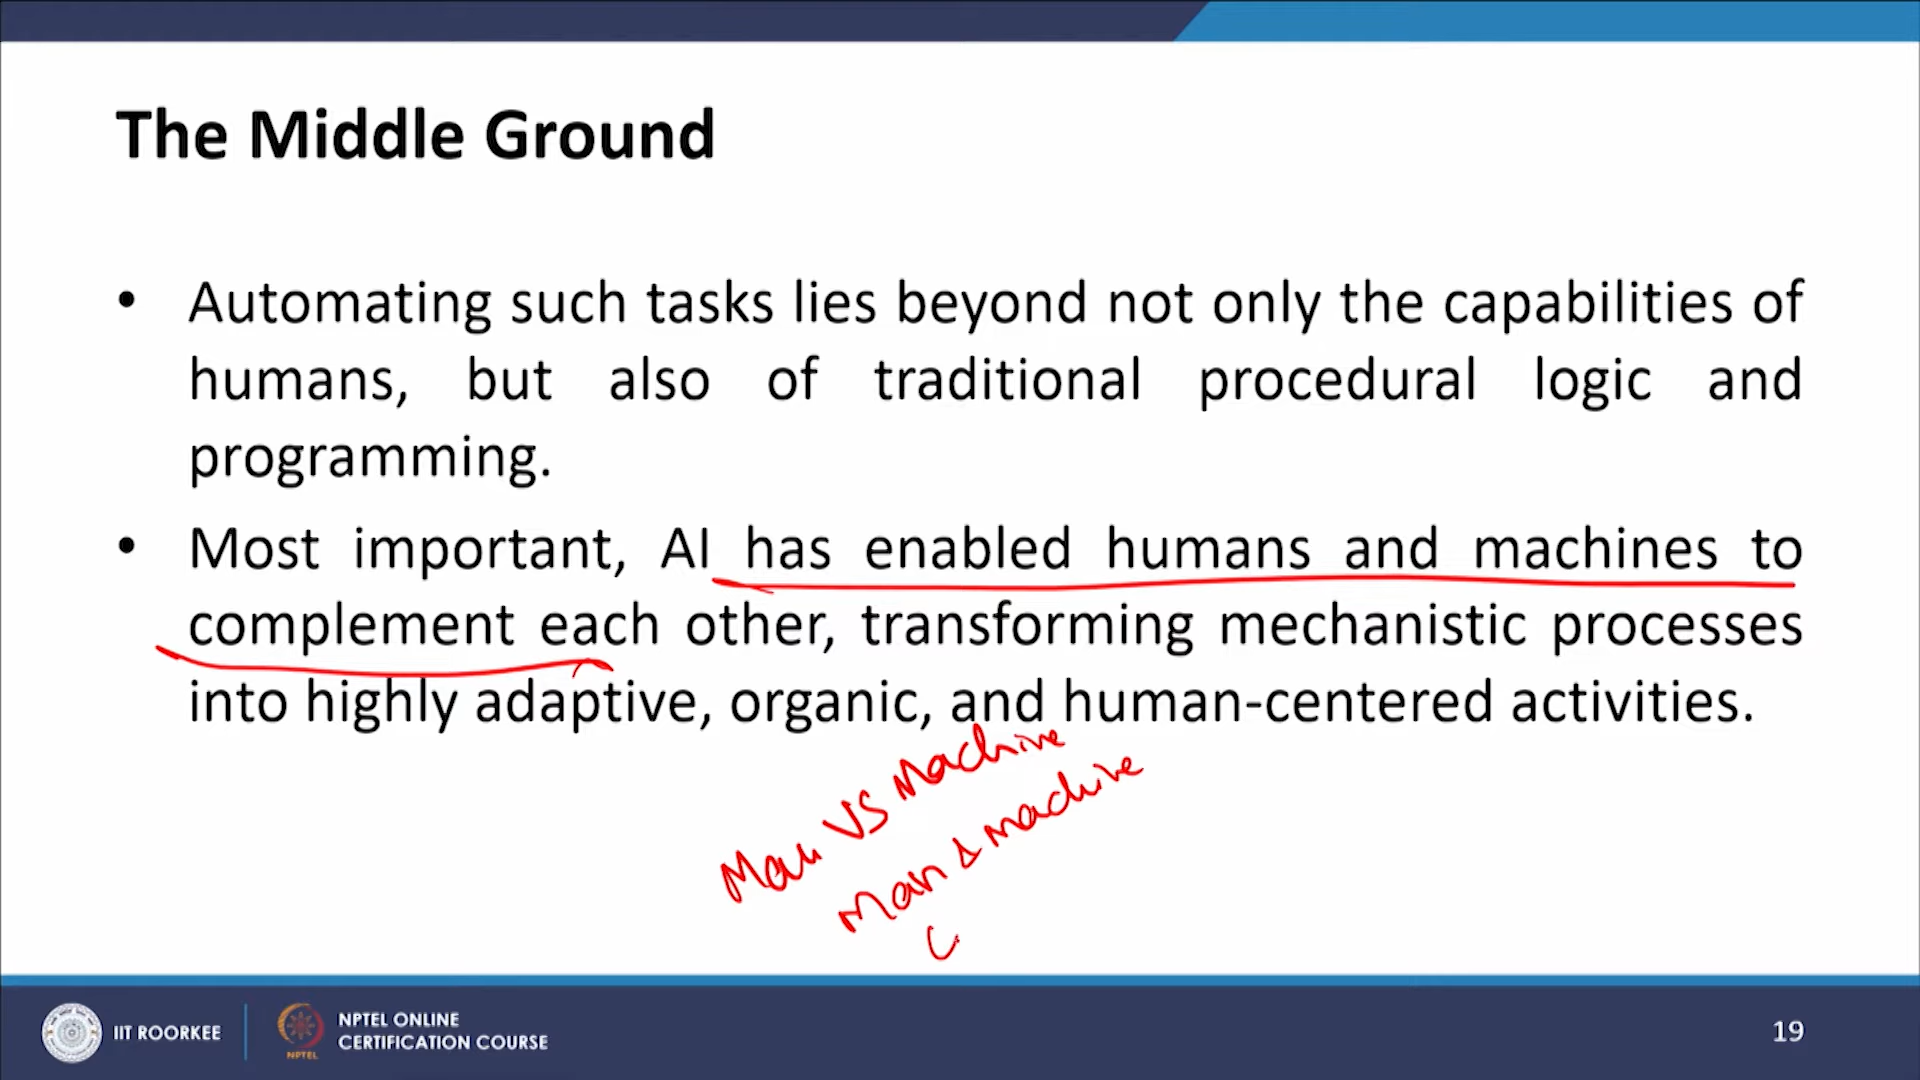 The Middle Ground
• Automating such tasks lies beyond not only the capabilities of
humans, but also of traditional procedural logic and
programming.
• Most important, AI has enabled humans and machines to
complement each other, transforming mechanistic processes
into highly adaptive, organic, and human-centered activities.
Man VS Machine
Man & machine
IIT ROORKEE
NPTEL ONLINE
CERTIFICATION COURSE
NPTEL
19